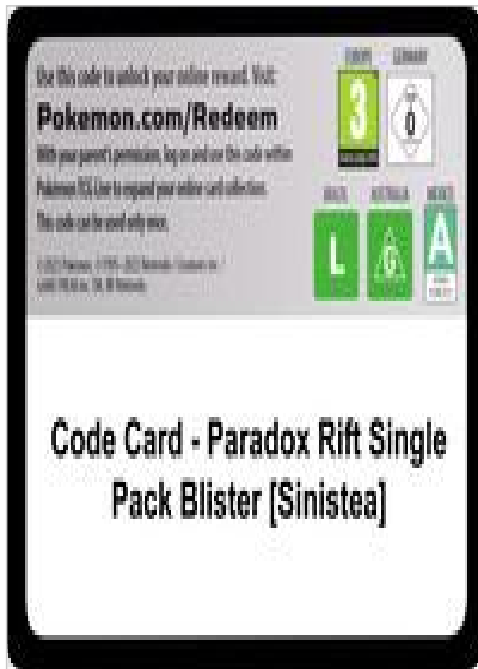 Use this code to unlock your online reward. Visit:
Pokemon.com/Redeem
With your parent's permission, log on and use this code within
Pokémon TCG Live to expand your online card collection.
This code can be used only once.
EUROPE GERMANY
3
0
BRAZIL AUSTRALIA MEXICO
L
G
A
Code Card - Paradox Rift Single
Pack Blister [Sinistea]